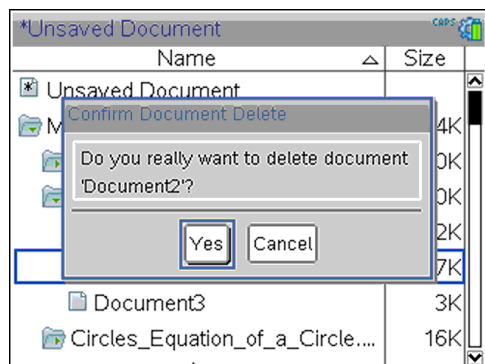 *Unsaved Document
CAPS
Name Size
Unsaved Document
Confirm Document Delete
M 4K
Do you really want to delete document
'Document2'?
0K
0K
2K
Yes Cancel
7K
Document3 3K
Circles_Equation_of_a_Circle.... 16K